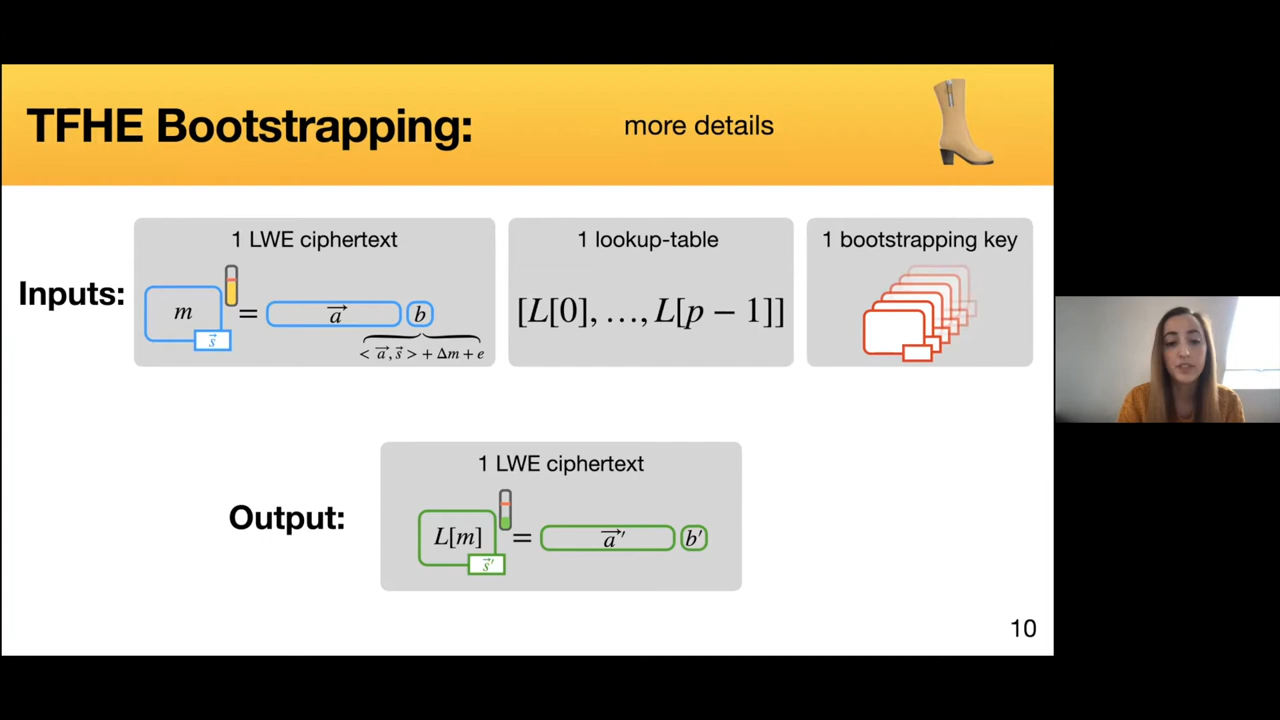 TFHE Bootstrapping:
more details
Inputs:
1 LWE ciphertext
m
s⃗
= a⃗ b
< a⃗, s⃗ > + Δm + e
1 lookup-table
[L[0], …, L[p − 1]]
1 bootstrapping key
Output:
1 LWE ciphertext
L[m]
s⃗′
= a⃗′ b′
10